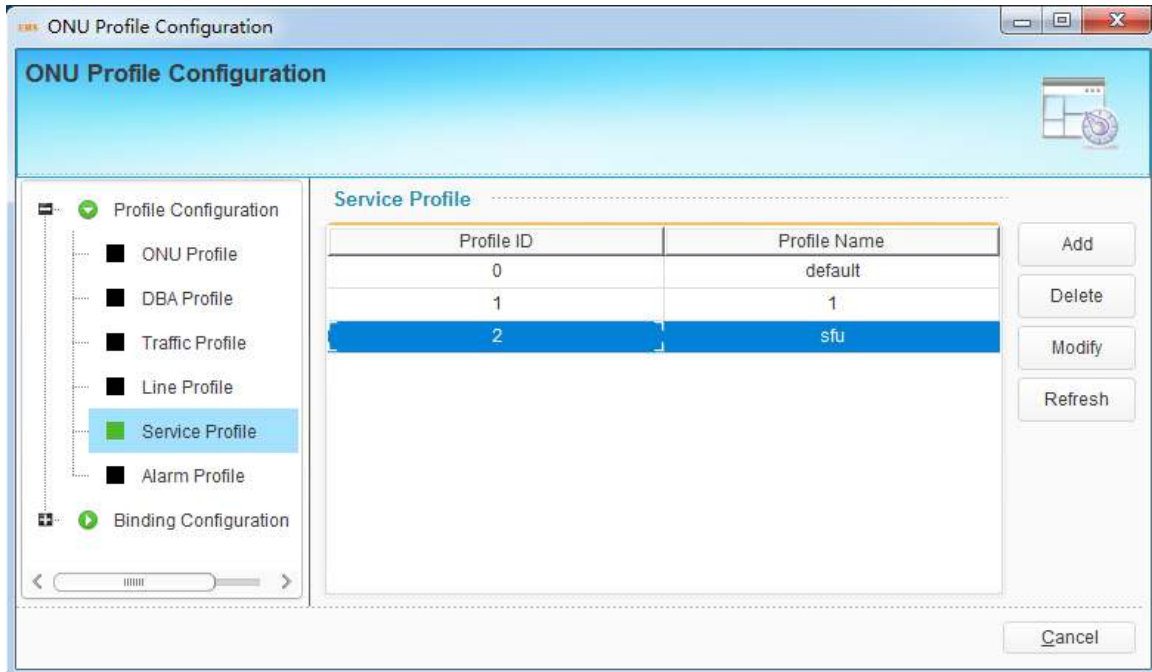 EMS ONU Profile Configuration
ONU Profile Configuration
Profile Configuration
ONU Profile
DBA Profile
Traffic Profile
Line Profile
Service Profile
Alarm Profile
Binding Configuration
Service Profile
Profile ID Profile Name
0 default
1 1
2 sfu
Add
Delete
Modify
Refresh
Cancel